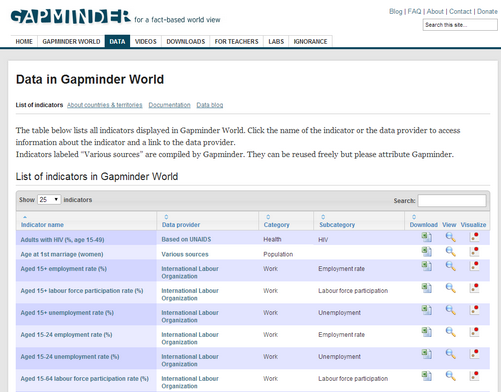 GAPMINDER for a fact-based world view
Blog | FAQ | About | Contact | Donate
Search this site...
HOME GAPMINDER WORLD DATA VIDEOS DOWNLOADS FOR TEACHERS LABS IGNORANCE
Data in Gapminder World
List of indicators About countries & territories Documentation Data blog
The table below lists all indicators displayed in Gapminder World. Click the name of the indicator or the data provider to access
information about the indicator and a link to the data provider.
Indicators labeled "Various sources" are compiled by Gapminder. They can be reused freely but please attribute Gapminder.
List of indicators in Gapminder World
Show 25 indicators Search:
Indicator name Data provider Category Subcategory Download View Visualize
Adults with HIV (%, age 15-49) Based on UNAIDS Health HIV
Age at 1st marriage (women) Various sources Population
Aged 15+ employment rate (%) International Labour Organization Work Employment rate
Aged 15+ labour force participation rate (%) International Labour Organization Work Labour force participation
Aged 15+ unemployment rate (%) International Labour Organization Work Unemployment
Aged 15-24 employment rate (%) International Labour Organization Work Employment rate
Aged 15-24 unemployment rate (%) International Labour Organization Work Unemployment
Aged 15-64 labour force participation rate (%) International Labour Organization Work Labour force participation